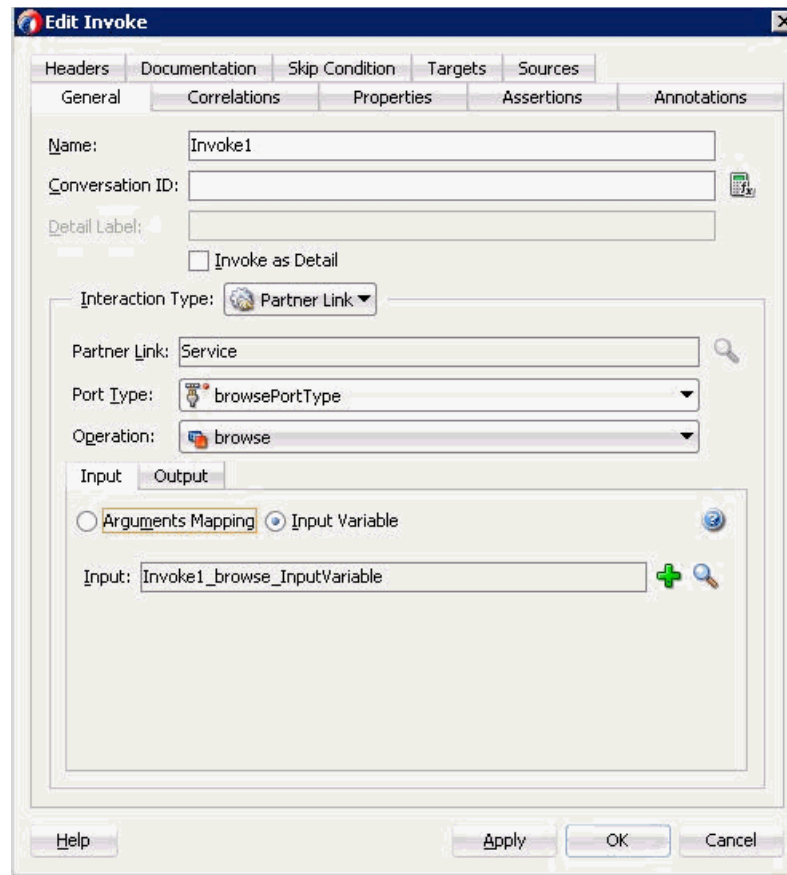 Edit Invoke
Headers Documentation Skip Condition Targets Sources
General Correlations Properties Assertions Annotations
Name: Invoke1
Conversation ID:
Detail Label:
Invoke as Detail
Interaction Type: Partner Link
Partner Link: Service
Port Type: browsePortType
Operation: browse
Input Output
Arguments Mapping Input Variable
Input: Invoke1_browse_InputVariable
Help Apply OK Cancel